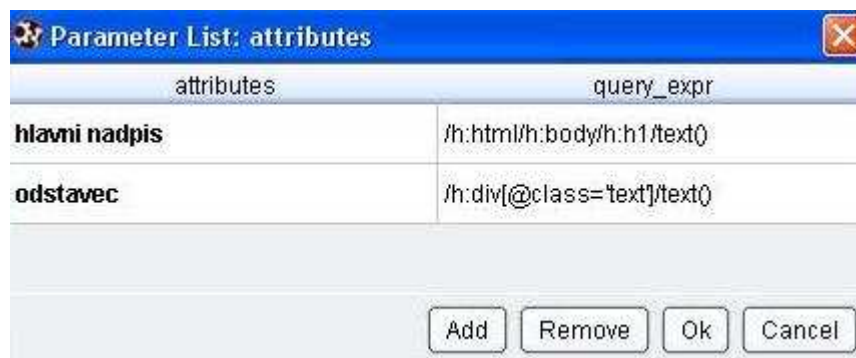 Parameter List: attributes
attributes query_expr
hlavni nadpis /h:html/h:body/h:h1/text()
odstavec /h:div[@class='text']/text()
Add Remove Ok Cancel